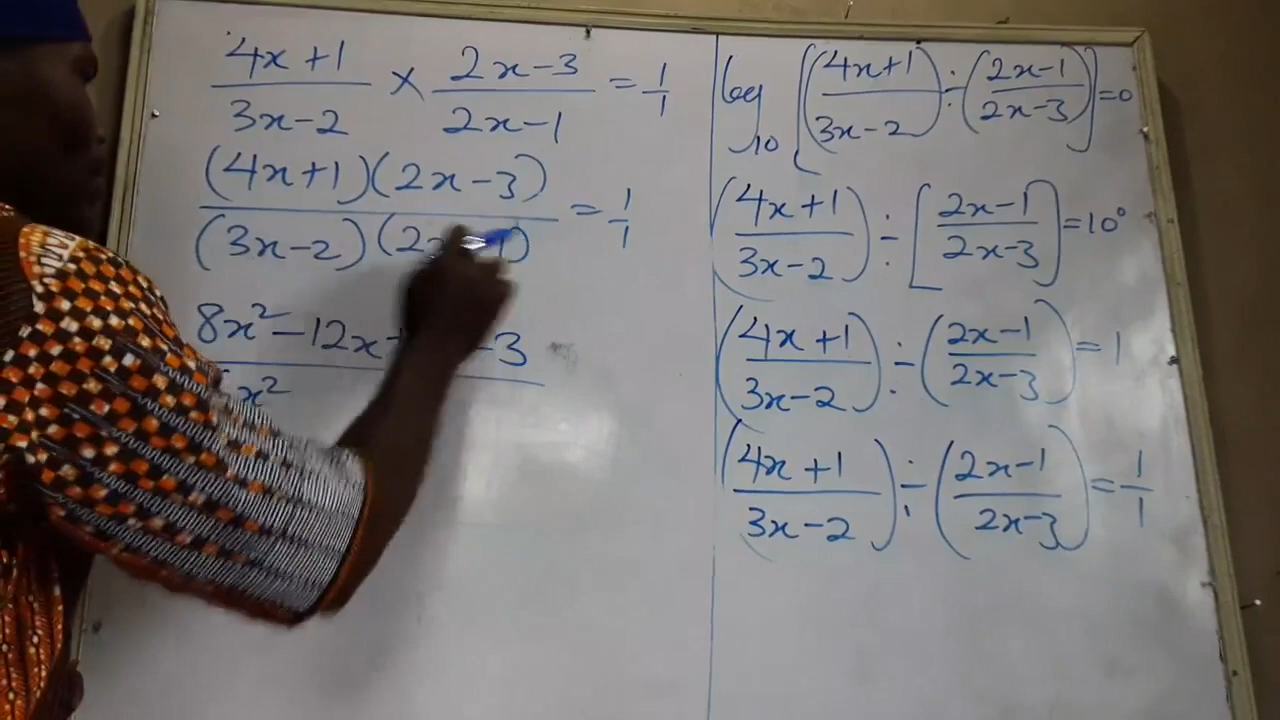 4x+1/3x-2 × 2x-3/2x-1 = 1/1
(4x+1)(2x-3)/(3x-2)(2x-1) = 1/1
8x²-12x+ -3
x²
log₁₀[(4x+1/3x-2)÷(2x-1/2x-3)]=0
(4x+1/3x-2)÷[2x-1/2x-3]=10⁰
(4x+1/3x-2)÷(2x-1/2x-3)=1
(4x+1/3x-2)÷(2x-1/2x-3)=1/1